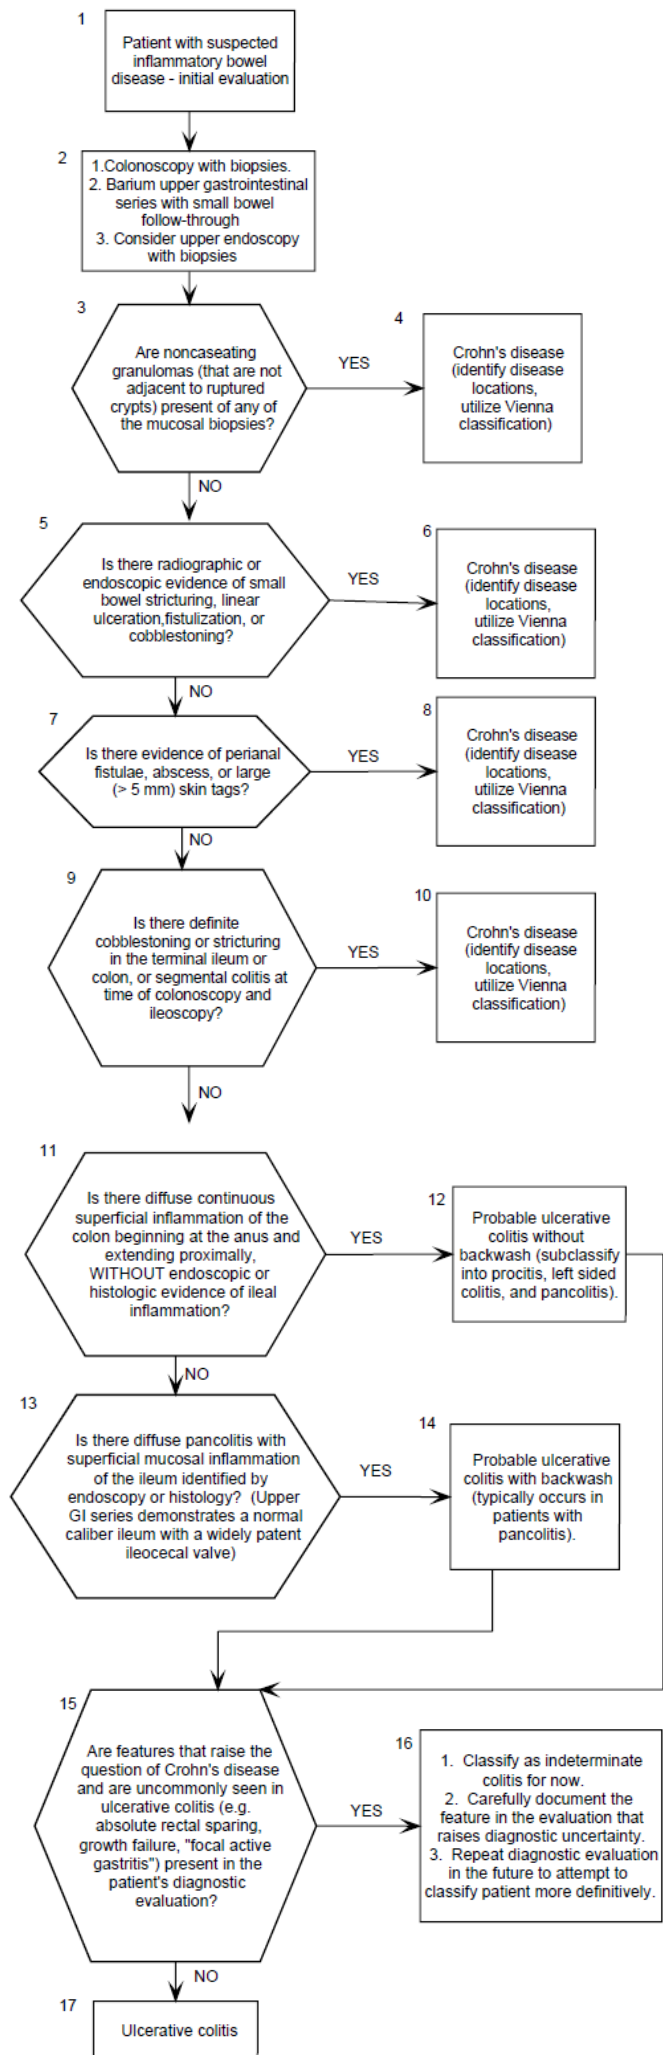 1
Patient with suspected
inflammatory bowel
disease - initial evaluation
2
1.Colonoscopy with biopsies.
2. Barium upper gastrointestinal
series with small bowel
follow-through
3. Consider upper endoscopy
with biopsies
3
Are noncaseating
granulomas (that are not
adjacent to ruptured
crypts) present of any of
the mucosal biopsies?
YES
4
Crohn's disease
(identify disease
locations,
utilize Vienna
classification)
NO
5
Is there radiographic or
endoscopic evidence of small
bowel stricturing, linear
ulceration,fistulization, or
cobblestoning?
YES
6
Crohn's disease
(identify disease
locations,
utilize Vienna
classification)
NO
7
Is there evidence of perianal
fistulae, abscess, or large
(> 5 mm) skin tags?
YES
8
Crohn's disease
(identify disease
locations,
utilize Vienna
classification)
NO
9
Is there definite
cobblestoning or stricturing
in the terminal ileum or
colon, or segmental colitis at
time of colonoscopy and
ileoscopy?
YES
10
Crohn's disease
(identify disease
locations,
utilize Vienna
classification)
NO
11
Is there diffuse continuous
superficial inflammation of the
colon beginning at the anus and
extending proximally,
WITHOUT endoscopic or
histologic evidence of ileal
inflammation?
YES
12
Probable ulcerative
colitis without
backwash (subclassify
into procitis, left sided
colitis, and pancolitis).
NO
13
Is there diffuse pancolitis with
superficial mucosal inflammation
of the ileum identified by
endoscopy or histology? (Upper
GI series demonstrates a normal
caliber ileum with a widely patent
ileocecal valve)
YES
14
Probable ulcerative
colitis with backwash
(typically occurs in
patients with
pancolitis).
15
Are features that raise the
question of Crohn's disease
and are uncommonly seen in
ulcerative colitis (e.g.
absolute rectal sparing,
growth failure, "focal active
gastritis") present in the
patient's diagnostic
evaluation?
YES
16
1. Classify as indeterminate
colitis for now.
2. Carefully document the
feature in the evaluation that
raises diagnostic uncertainty.
3. Repeat diagnostic evaluation
in the future to attempt to
classify patient more definitively.
NO
17
Ulcerative colitis